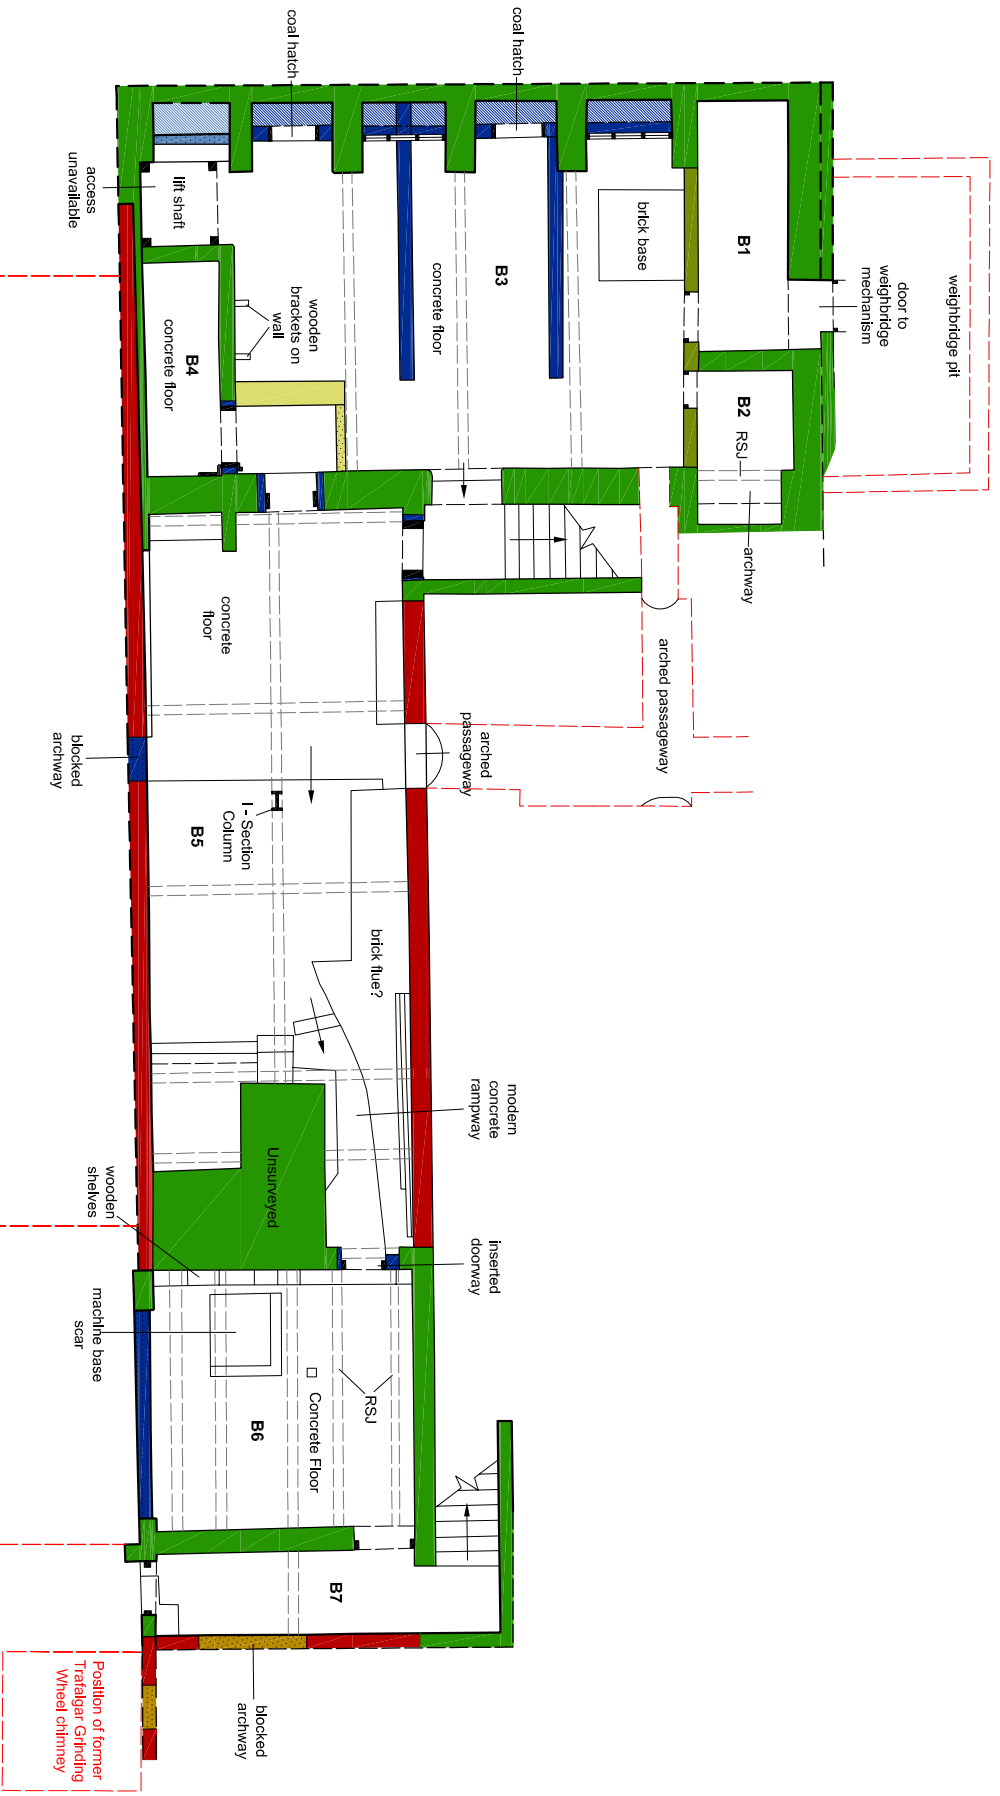 coal hatch
coal hatch
access
unavailable
lift shaft
brick base
B1
door to
weighbridge
mechanism
weighbridge pit
B3
concrete floor
wooden
brackets on
wall
B4
concrete floor
B2
RSJ
archway
concrete
floor
arched passageway
arched
passageway
blocked
archway
I - Section
Column
B5
brick flue?
modern
concrete
rampway
Unsurveyed
wooden
shelves
inserted
doorway
machine base
scar
RSJ
Concrete Floor
B6
B7
blocked
archway
Position of former
Trafalgar Grinding
Wheel chimney